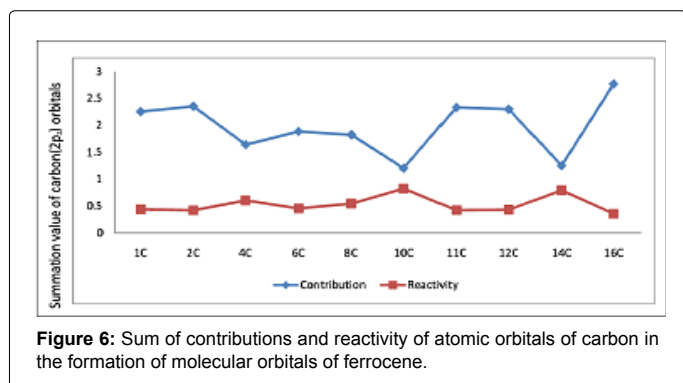 3
2.5
2
1.5
1
0.5
0
Summation value of carbon(2pz) orbitals
1C 2C 4C 6C 8C 10C 11C 12C 14C 16C
Contribution Reactivity
Figure 6: Sum of contributions and reactivity of atomic orbitals of carbon in
the formation of molecular orbitals of ferrocene.